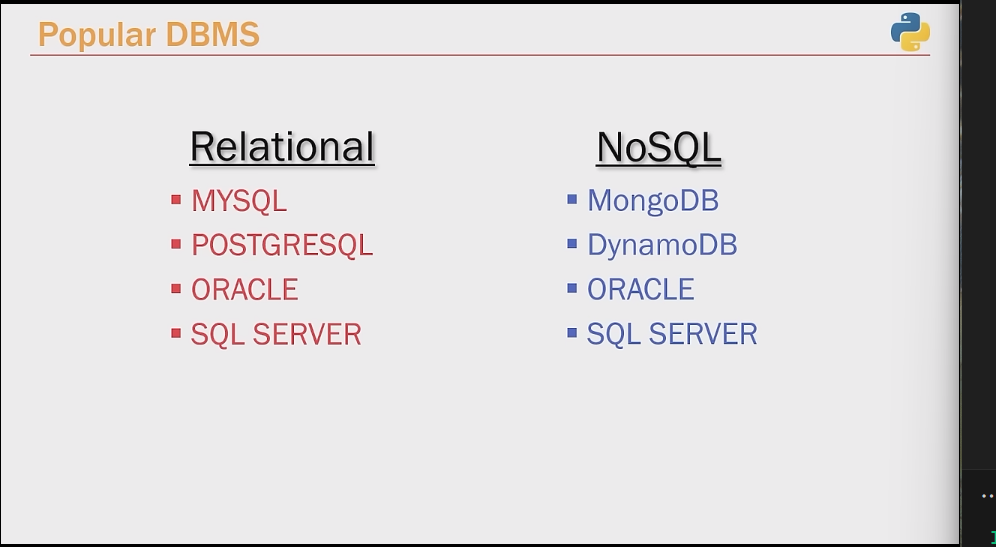 Popular DBMS
Relational
MYSQL
POSTGRESQL
ORACLE
SQL SERVER
NoSQL
MongoDB
DynamoDB
ORACLE
SQL SERVER